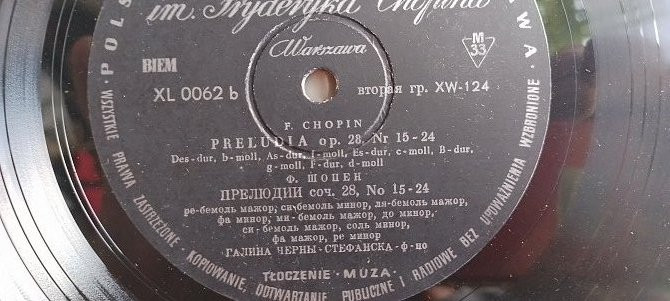 im. Fryderyka Chopina
Warszawa
M
33
BIEM
XL 0062 b
вторая гр. XW-124
F. CHOPIN
PRELUDIA op. 28, Nr 15-24
Des-dur, b-moll, As-dur, f-moll, Es-dur, c-moll, B-dur,
g-moll, F-dur, d-moll
Ф. ШОПЕН
ПРЕЛЮДИИ соч. 28, No 15-24
ре-бемоль мажор, си-бемоль минор, ля-бемоль мажор,
фа минор, ми-бемоль мажор, до минор,
си-бемоль мажор, соль минор,
фа мажор, ре минор
ГАЛИНА ЧЕРНЫ-СТЕФАНСКА - ф-по
TŁOCZENIE "MUZA"
POLS
WA
WSZYSTKIE PRAWA ZASTRZEŻONE - KOPIOWANIE, ODTWARZANIE PUBLICZNE I RADIOWE BEZ UPOWAŻNIENIA WZBRONIONE